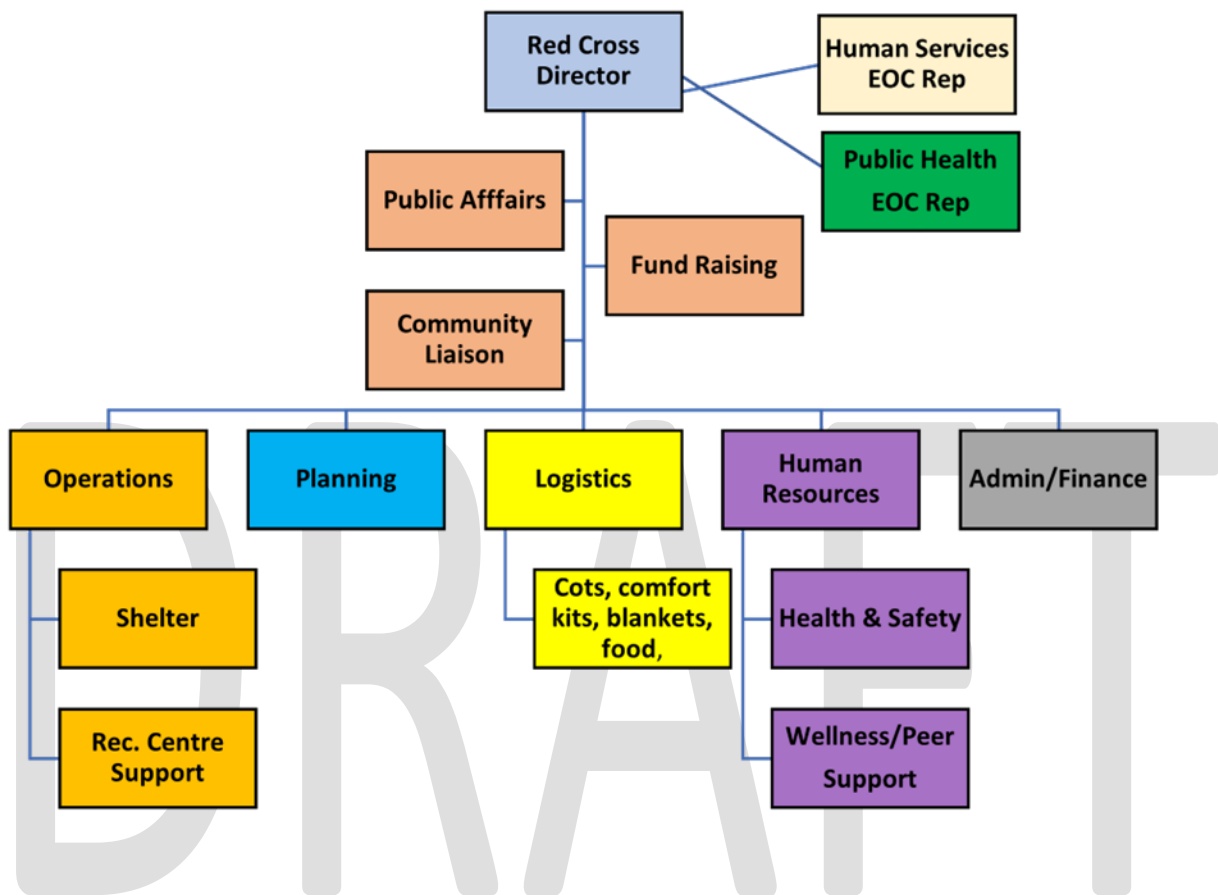 Red Cross
Director
Human Services
EOC Rep
Public Health
EOC Rep
Public Afffairs
Fund Raising
Community
Liaison
Operations
Planning
Logistics
Human
Resources
Admin/Finance
Shelter
Cots, comfort
kits, blankets,
food,
Health & Safety
Rec. Centre
Support
Wellness/Peer
Support
DRAFT